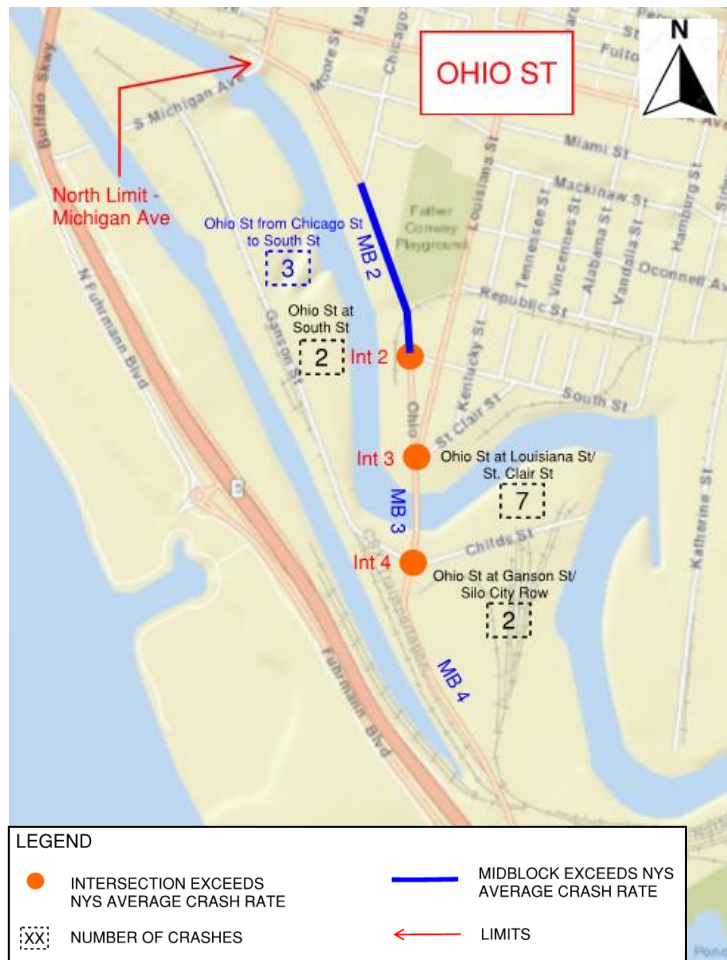 OHIO ST
N
Moore St
Chicago
St
Fulton
Buffalo Skwy
S Michigan Ave
Miami St
North Limit -
Michigan Ave
Louisiana St
Mackinaw St
Hamburg St
Father
Conway
Playground
Tennessee St
Vincennes St
Alabama St
Vandalia St
Ohio St from Chicago St
to South St
3
MB 2
Oconnell Av
N Fuhrmann Blvd
Ganson St
Republic St
Ohio St at
South St
2
Int 2
Kentucky St
South St
Ohio
St Clair St
Int 3
Ohio St at Louisiana St/
St. Clair St
7
MB 3
Katherine St
Childs St
Int 4
Ohio St at Ganson St/
Silo City Row
2
MB 4
Fuhrmann Blvd
LEGEND
INTERSECTION EXCEEDS
NYS AVERAGE CRASH RATE
MIDBLOCK EXCEEDS NYS
AVERAGE CRASH RATE
XX
NUMBER OF CRASHES
LIMITS
Pond